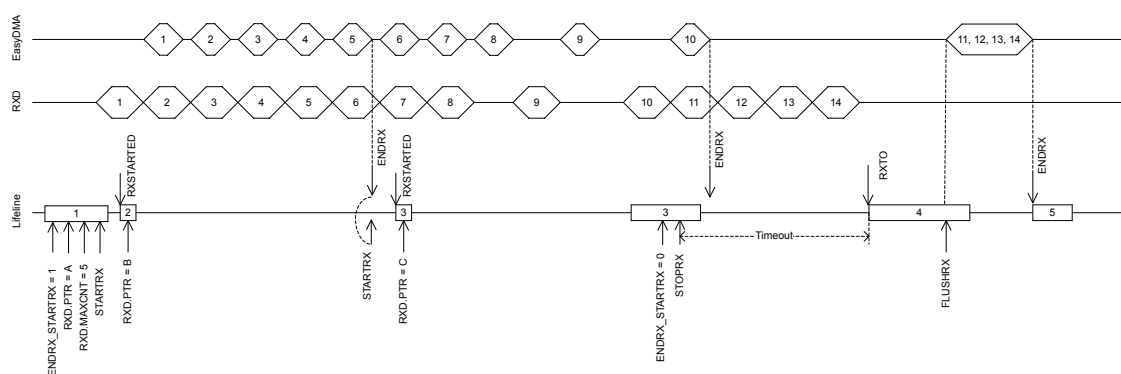 EasyDMA
1 2 3 4 5 6 7 8 9 10 11, 12, 13, 14
RXD
1 2 3 4 5 6 7 8 9 10 11 12 13 14
RXSTARTED
ENDRX
RXSTARTED
ENDRX
RXTO
ENDRX
Lifeline
1 2 3 3 4 5
Timeout
ENDRX_STARTRX = 1
RXD.PTR = A
RXD.MAXCNT = 5
STARTRX
RXD.PTR = B
STARTRX
RXD.PTR = C
ENDRX_STARTRX = 0
STOPRX
FLUSHRX